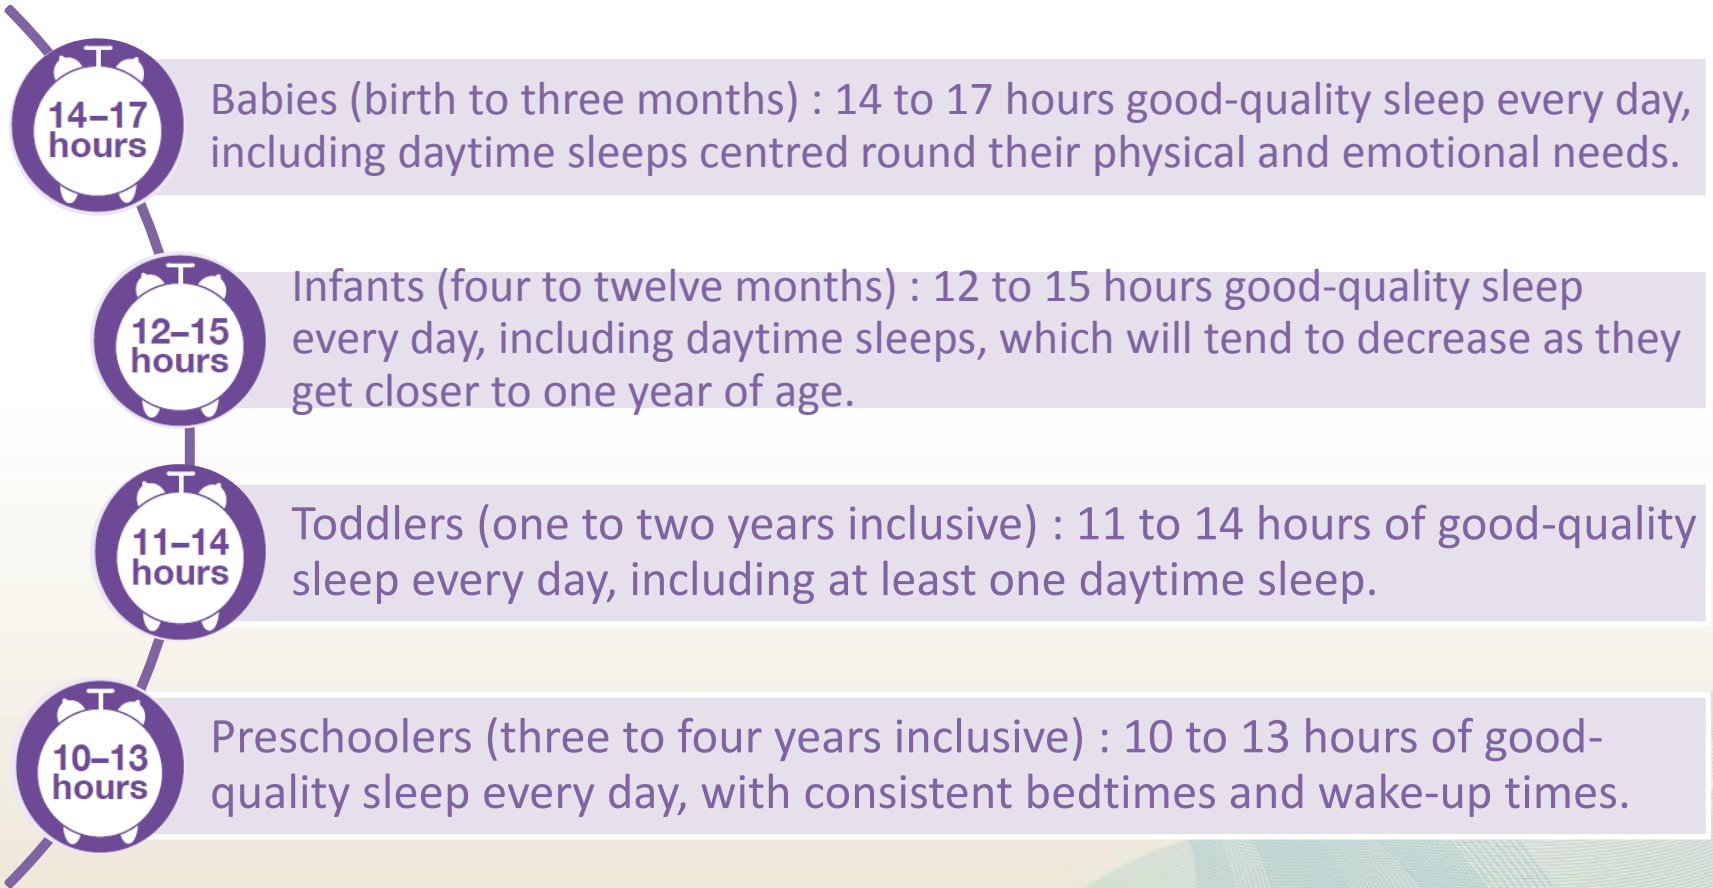 14–17
hours
Babies (birth to three months) : 14 to 17 hours good-quality sleep every day,
including daytime sleeps centred round their physical and emotional needs.
12–15
hours
Infants (four to twelve months) : 12 to 15 hours good-quality sleep
every day, including daytime sleeps, which will tend to decrease as they
get closer to one year of age.
11–14
hours
Toddlers (one to two years inclusive) : 11 to 14 hours of good-quality
sleep every day, including at least one daytime sleep.
10–13
hours
Preschoolers (three to four years inclusive) : 10 to 13 hours of good-
quality sleep every day, with consistent bedtimes and wake-up times.